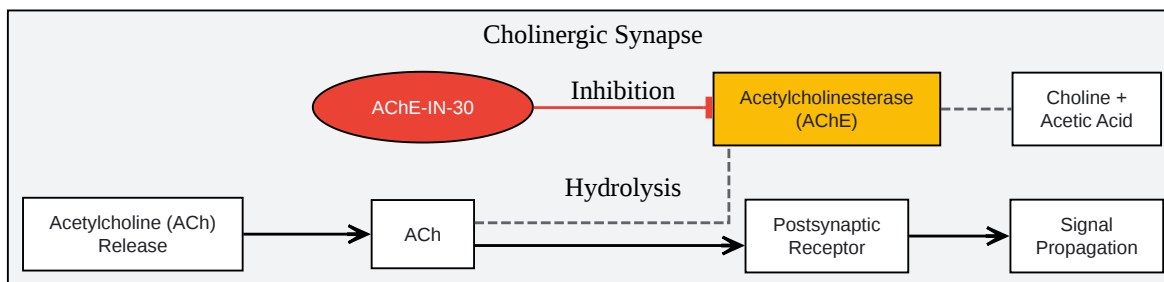 Cholinergic Synapse
AChE-IN-30
Inhibition
Acetylcholinesterase
(AChE)
Choline +
Acetic Acid
Hydrolysis
Acetylcholine (ACh)
Release
ACh
Postsynaptic
Receptor
Signal
Propagation